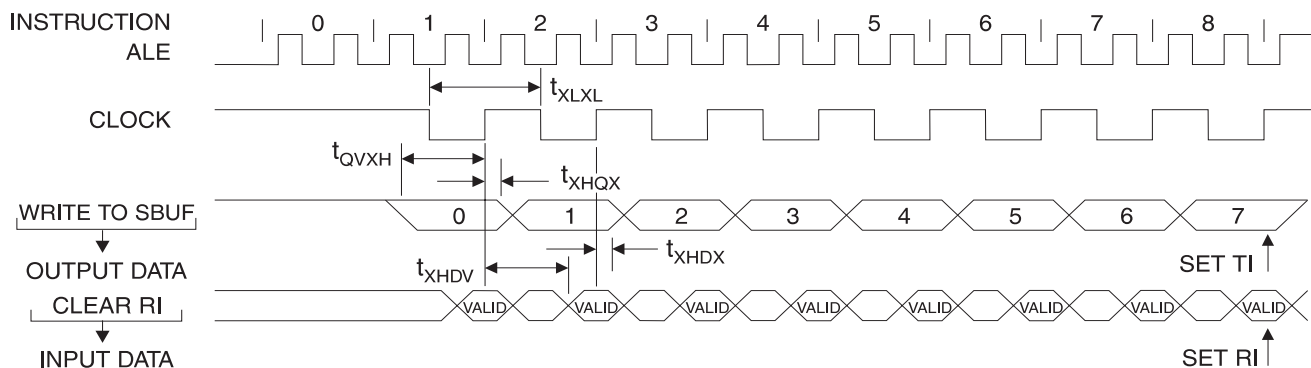 INSTRUCTION 0 1 2 3 4 5 6 7 8
ALE
tXLXL
CLOCK
tQVXH
tXHQX
WRITE TO SBUF 0 1 2 3 4 5 6 7
tXHDX
tXHDV
OUTPUT DATA SET TI
CLEAR RI VALID VALID VALID VALID VALID VALID VALID VALID
INPUT DATA SET RI